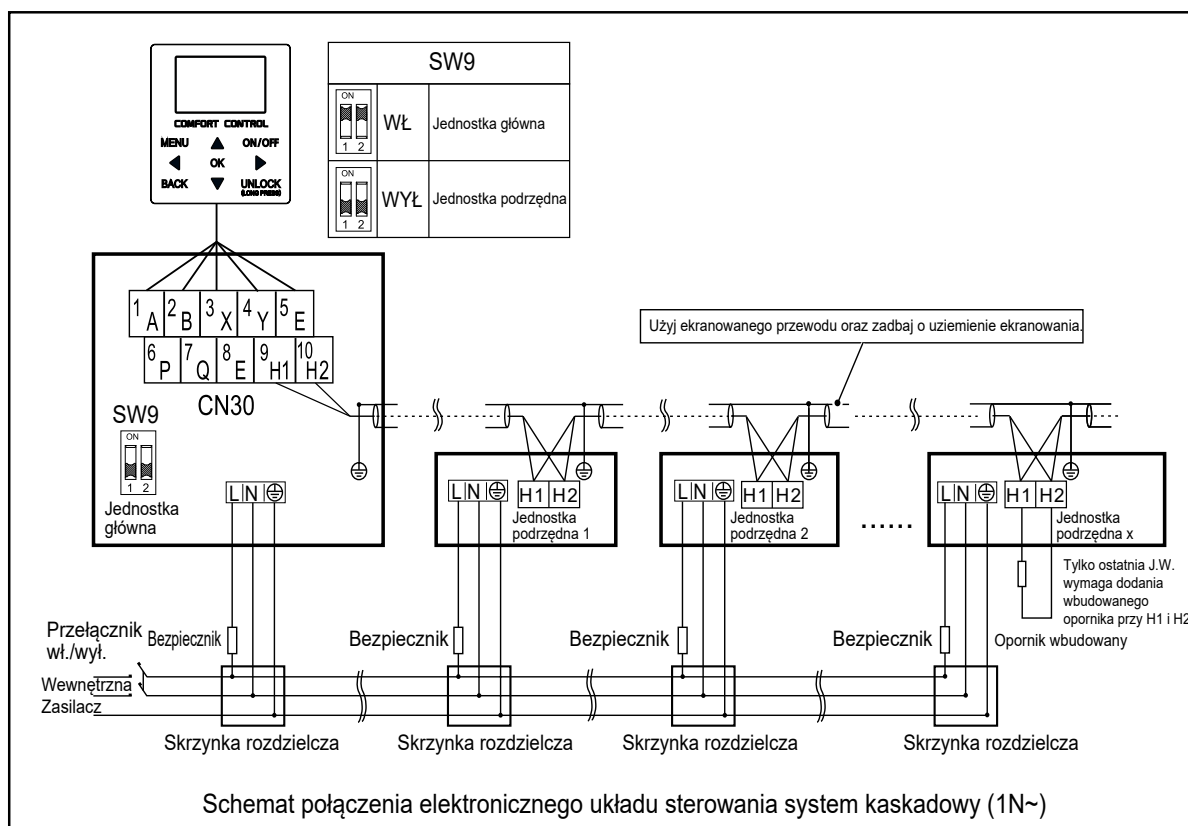 SW9
ON
1 2
WŁ
Jednostka główna
ON
1 2
WYŁ
Jednostka podrzędna
COMFORT CONTROL
MENU ON/OFF
OK
BACK UNLOCK
(LONG PRESS)
1 A 2 B 3 X 4 Y 5 E
6 P 7 Q 8 E 9 H1 10 H2
CN30
SW9
ON
1 2
Jednostka
główna
L N
Użyj ekranowanego przewodu oraz zadbaj o uziemienie ekranowania.
L N
H1 H2
Jednostka
podrzędna 1
L N
H1 H2
Jednostka
podrzędna 2
......
L N
H1 H2
Jednostka
podrzędna x
Tylko ostatnia J.W.
wymaga dodania
wbudowanego
opornika przy H1 i H2
Opornik wbudowany
Przełącznik
wł./wył.
Bezpiecznik
Bezpiecznik
Bezpiecznik
Bezpiecznik
Wewnętrzna
Zasilacz
Skrzynka rozdzielcza
Skrzynka rozdzielcza
Skrzynka rozdzielcza
Skrzynka rozdzielcza
Schemat połączenia elektronicznego układu sterowania system kaskadowy (1N~)